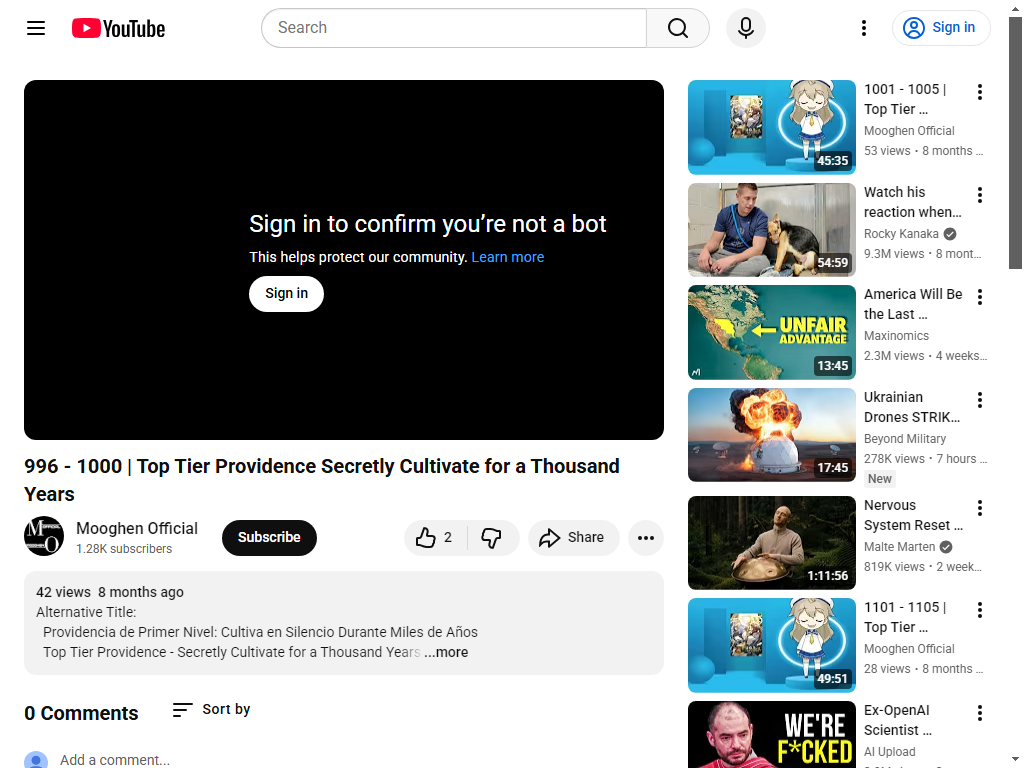 YouTube
Search
Sign in
Sign in to confirm you’re not a bot
This helps protect our community. Learn more
Sign in
996 - 1000 | Top Tier Providence Secretly Cultivate for a Thousand
Years
Mooghen Official
1.28K subscribers
Subscribe
2
Share
42 views 8 months ago
Alternative Title:
Providencia de Primer Nivel: Cultiva en Silencio Durante Miles de Años
Top Tier Providence - Secretly Cultivate for a Thousand Years ...more
0 Comments
Sort by
Add a comment...
45:35
1001 - 1005 |
Top Tier ...
Mooghen Official
53 views • 8 months ...
54:59
Watch his
reaction when...
Rocky Kanaka
9.3M views • 8 mont...
UNFAIR
ADVANTAGE
13:45
America Will Be
the Last ...
Maxinomics
2.3M views • 4 weeks...
17:45
Ukrainian
Drones STRIK...
Beyond Military
278K views • 7 hours ...
New
1:11:56
Nervous
System Reset ...
Malte Marten
819K views • 2 week...
49:51
1101 - 1105 |
Top Tier ...
Mooghen Official
28 views • 8 months ...
WE'RE
F*CKED
Ex-OpenAI
Scientist ...
AI Upload